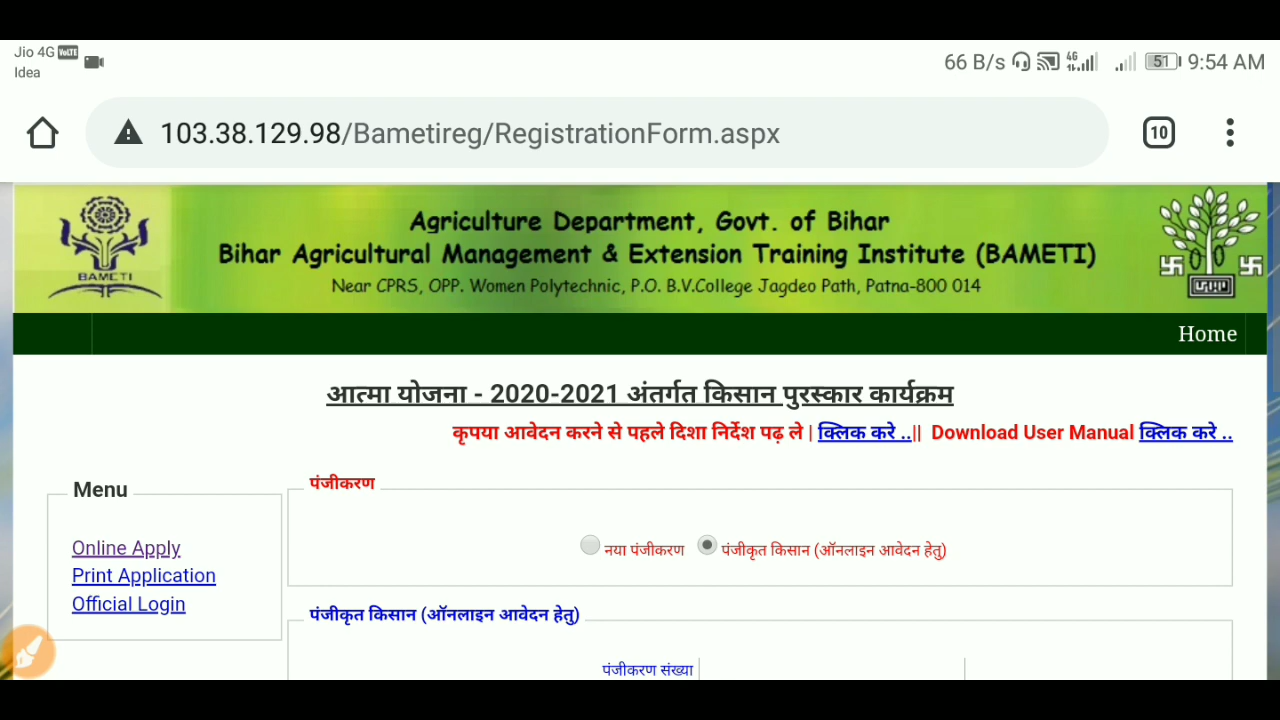 Jio 4G VoLTE
Idea
66 B/s 4G 51 9:54 AM
103.38.129.98/Bametireg/RegistrationForm.aspx
10
BAMETI
Agriculture Department, Govt. of Bihar
Bihar Agricultural Management & Extension Training Institute (BAMETI)
Near CPRS, OPP. Women Polytechnic, P.O. B.V.College Jagdeo Path, Patna-800 014
Home
आत्मा योजना - 2020-2021 अंतर्गत किसान पुरस्कार कार्यक्रम
कृपया आवेदन करने से पहले दिशा निर्देश पढ़ ले | क्लिक करे ..|| Download User Manual क्लिक करे ..
Menu
Online Apply
Print Application
Official Login
पंजीकरण
नया पंजीकरण पंजीकृत किसान (ऑनलाइन आवेदन हेतु)
पंजीकृत किसान (ऑनलाइन आवेदन हेतु)
पंजीकरण संख्या